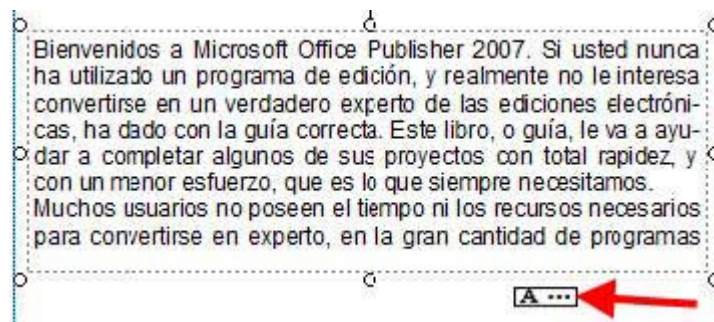 Bienvenidos a Microsoft Office Publisher 2007. Si usted nunca
ha utilizado un programa de edición, y realmente no le interesa
convertirse en un verdadero experto de las ediciones electróni-
cas, ha dado con la guía correcta. Este libro, o guía, le va a ayu-
dar a completar algunos de sus proyectos con total rapidez, y
con un menor esfuerzo, que es lo que siempre necesitamos.
Muchos usuarios no poseen el tiempo ni los recursos necesarios
para convertirse en experto, en la gran cantidad de programas
A ...